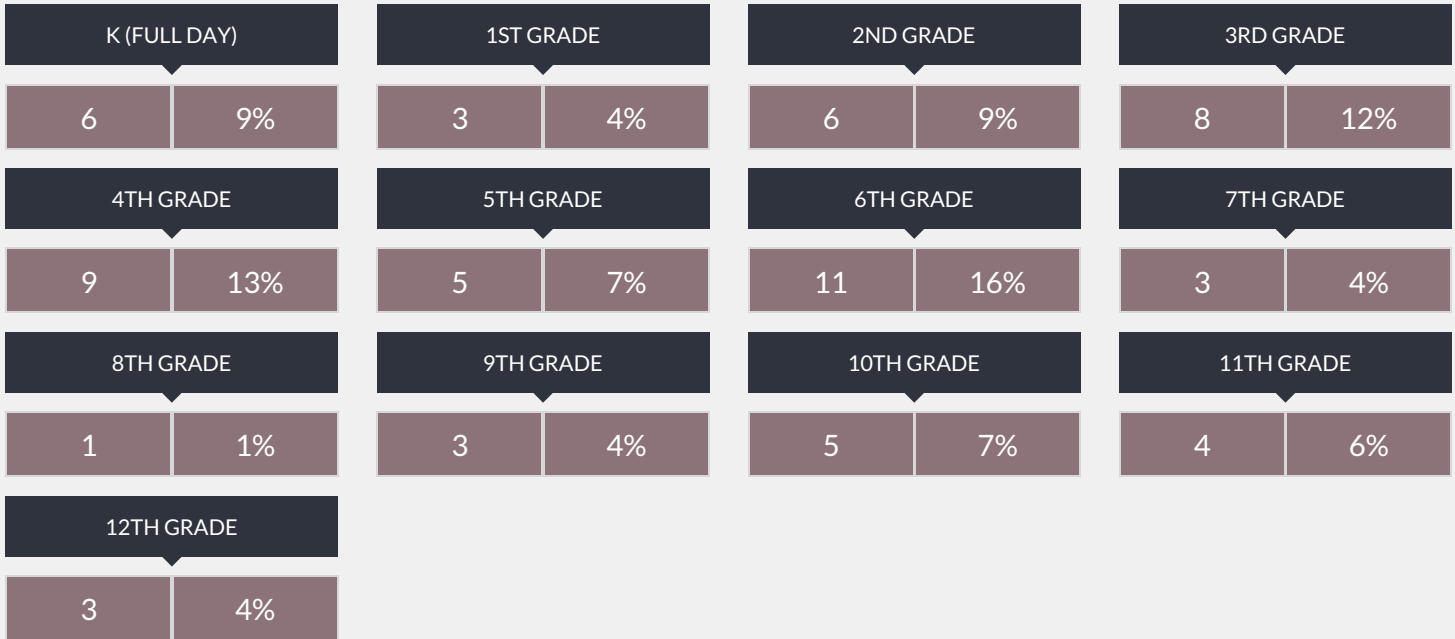 K (FULL DAY)
6 9%
1ST GRADE
3 4%
2ND GRADE
6 9%
3RD GRADE
8 12%
4TH GRADE
9 13%
5TH GRADE
5 7%
6TH GRADE
11 16%
7TH GRADE
3 4%
8TH GRADE
1 1%
9TH GRADE
3 4%
10TH GRADE
5 7%
11TH GRADE
4 6%
12TH GRADE
3 4%